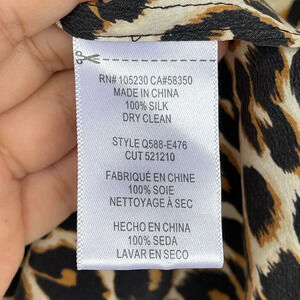 RN# 105230 CA#58350
MADE IN CHINA
100% SILK
DRY CLEAN
STYLE Q588-E476
CUT 521210
FABRIQUÉ EN CHINE
100% SOIE
NETTOYAGE À SEC
HECHO EN CHINA
100% SEDA
LAVAR EN SECO